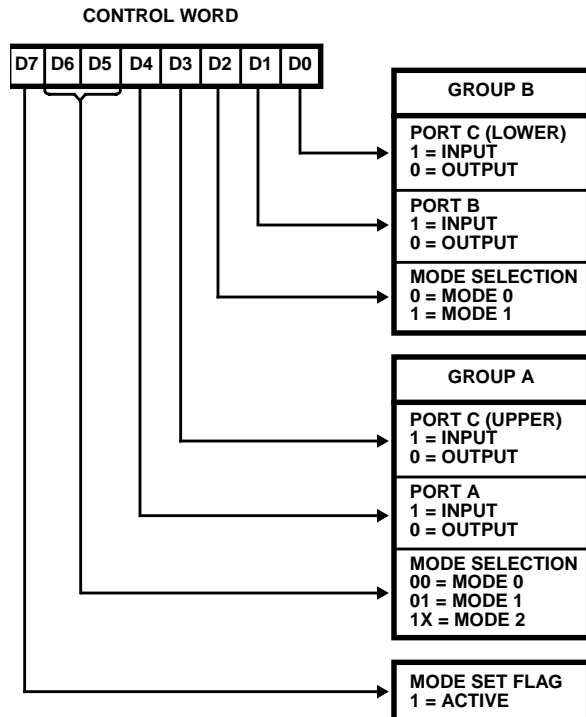 CONTROL WORD
D7 D6 D5 D4 D3 D2 D1 D0
GROUP B
PORT C (LOWER)
1 = INPUT
0 = OUTPUT
PORT B
1 = INPUT
0 = OUTPUT
MODE SELECTION
0 = MODE 0
1 = MODE 1
GROUP A
PORT C (UPPER)
1 = INPUT
0 = OUTPUT
PORT A
1 = INPUT
0 = OUTPUT
MODE SELECTION
00 = MODE 0
01 = MODE 1
1X = MODE 2
MODE SET FLAG
1 = ACTIVE